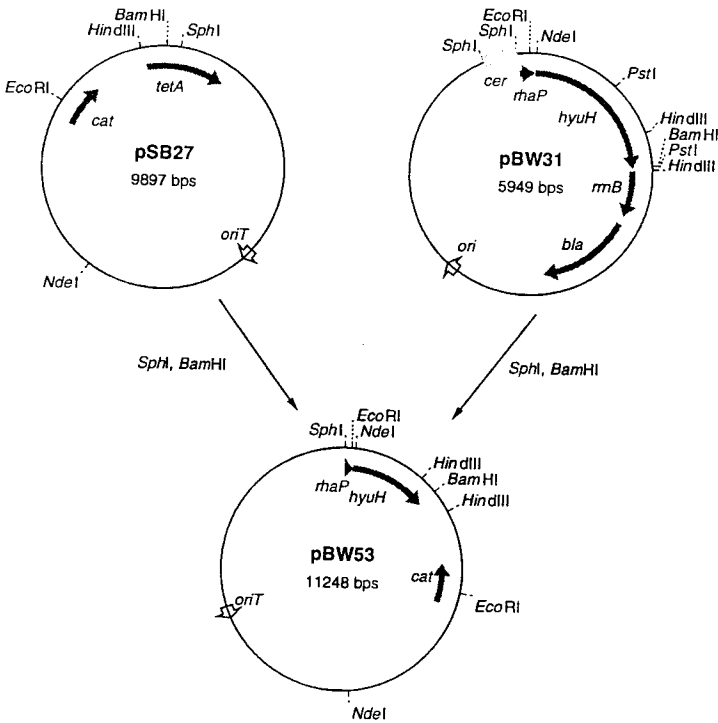 BamHI
HindIII
SphI
EcoRI
tetA
cat
pSB27
9897 bps
oriT
NdeI
EcoRI
SphI
NdeI
SphI
cer
rhaP
PstI
hyuH
HindIII
BamHI
PstI
HindIII
pBW31
5949 bps
rrnB
bla
ori
SphI, BamHI
SphI, BamHI
EcoRI
SphI
NdeI
HindIII
BamHI
HindIII
rhaP
hyuH
pBW53
11248 bps
cat
oriT
EcoRI
NdeI